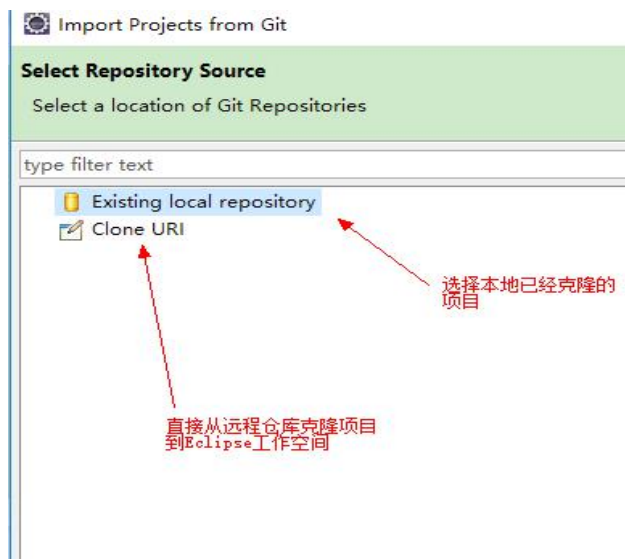 Import Projects from Git
Select Repository Source
Select a location of Git Repositories
type filter text
Existing local repository
Clone URI
选择本地已经克隆的
项目
直接从远程仓库克隆项目
到Eclipse工作空间